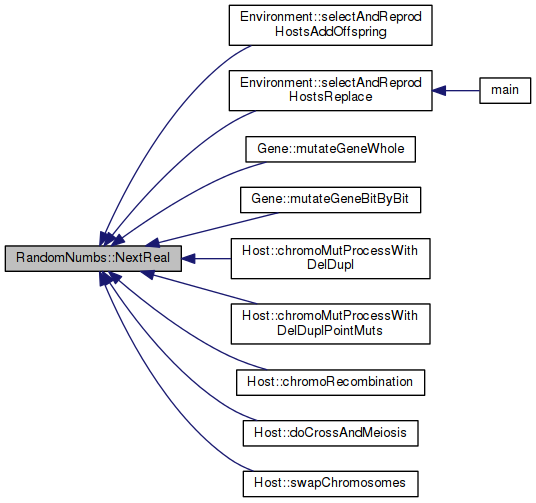 Environment::selectAndReprod
HostsAddOffspring
Environment::selectAndReprod
HostsReplace
main
Gene::mutateGeneWhole
Gene::mutateGeneBitByBit
RandomNumbs::NextReal
Host::chromoMutProcessWith
DelDupl
Host::chromoMutProcessWith
DelDuplPointMuts
Host::chromoRecombination
Host::doCrossAndMeiosis
Host::swapChromosomes